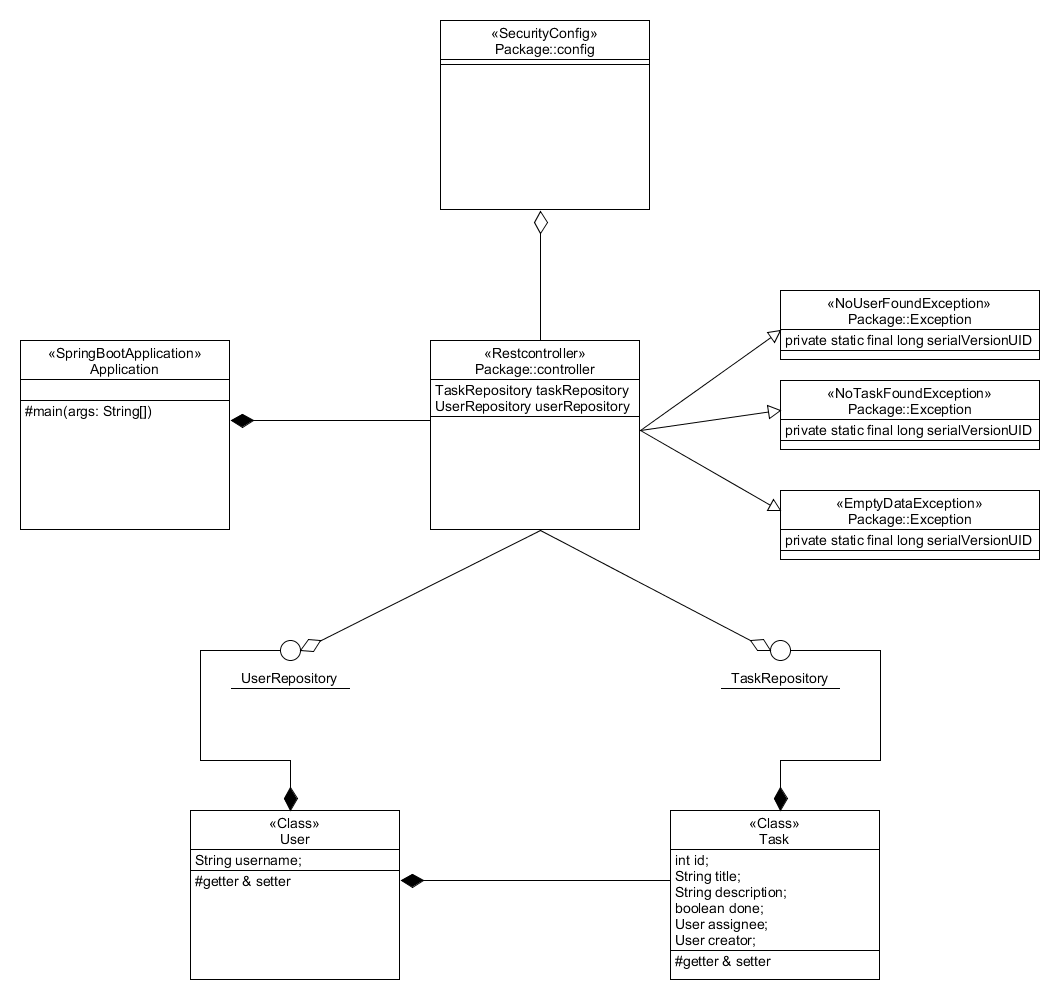 «SecurityConfig»
Package::config
«NoUserFoundException»
Package::Exception
private static final long serialVersionUID
«SpringBootApplication»
Application
#main(args: String[])
«Restcontroller»
Package::controller
TaskRepository taskRepository
UserRepository userRepository
«NoTaskFoundException»
Package::Exception
private static final long serialVersionUID
«EmptyDataException»
Package::Exception
private static final long serialVersionUID
UserRepository
TaskRepository
«Class»
User
String username;
#getter & setter
«Class»
Task
int id;
String title;
String description;
boolean done;
User assignee;
User creator;
#getter & setter